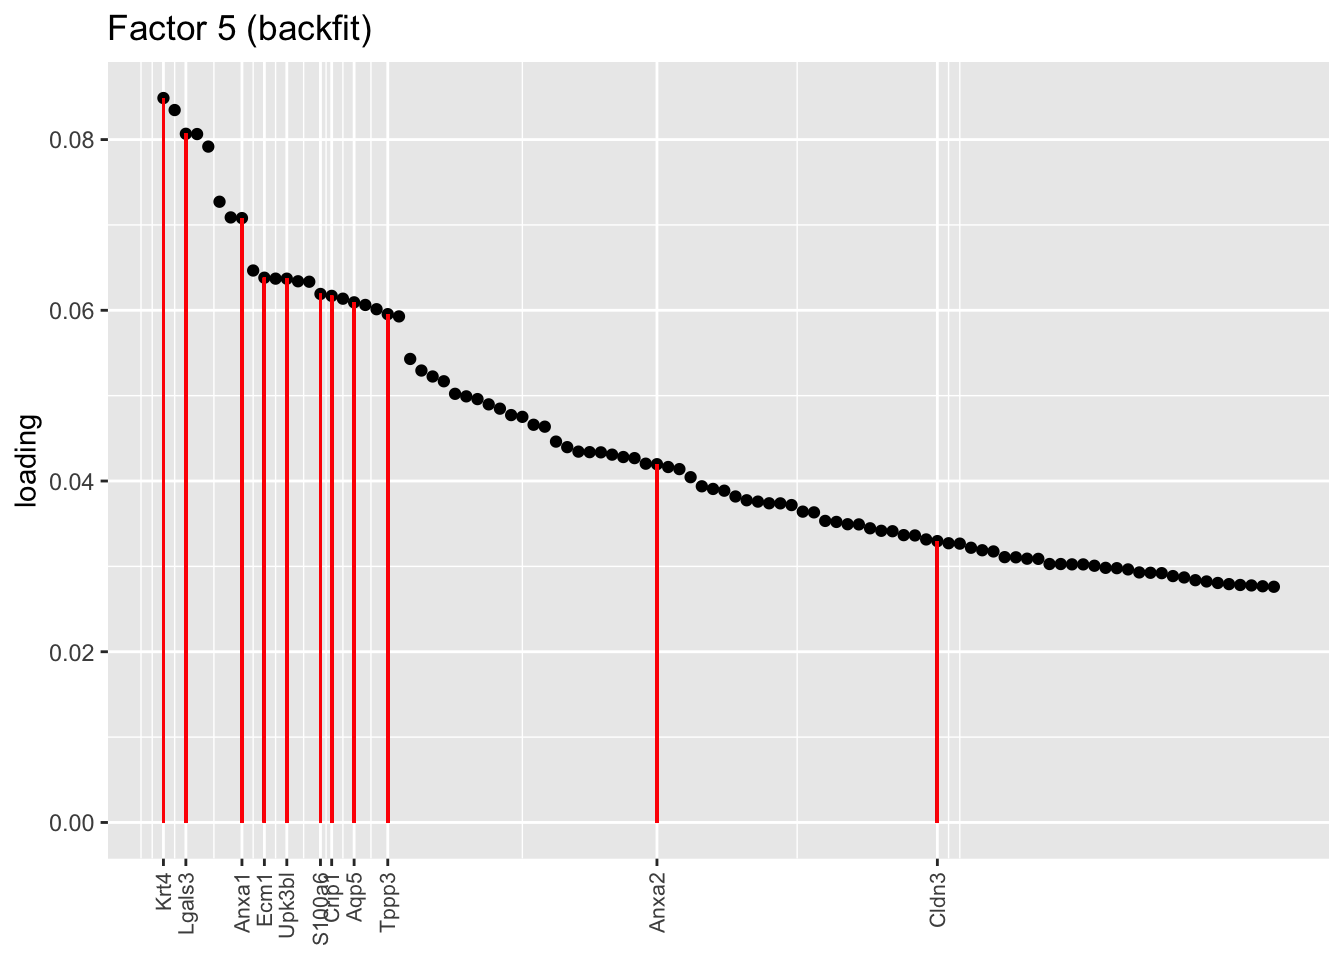 Factor 5 (backfit)
loading
0.08
0.06
0.04
0.02
0.00
Krt4
Lgals3
Anxa1
Ecm1
Upk3bl
S100a6
Aqp5
Tppp3
Anxa2
Cldn3